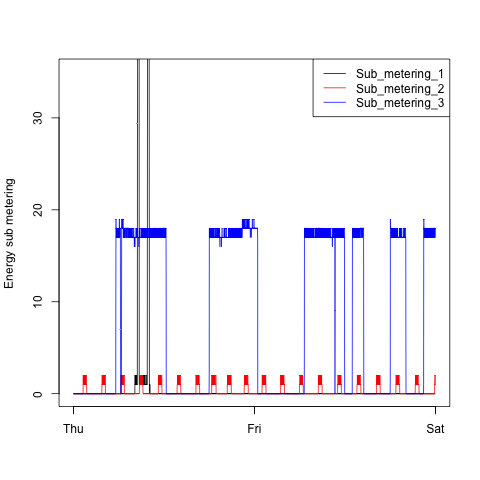 Sub_metering_1
Sub_metering_2
Sub_metering_3
Energy sub metering
30
20
10
0
Thu Fri Sat